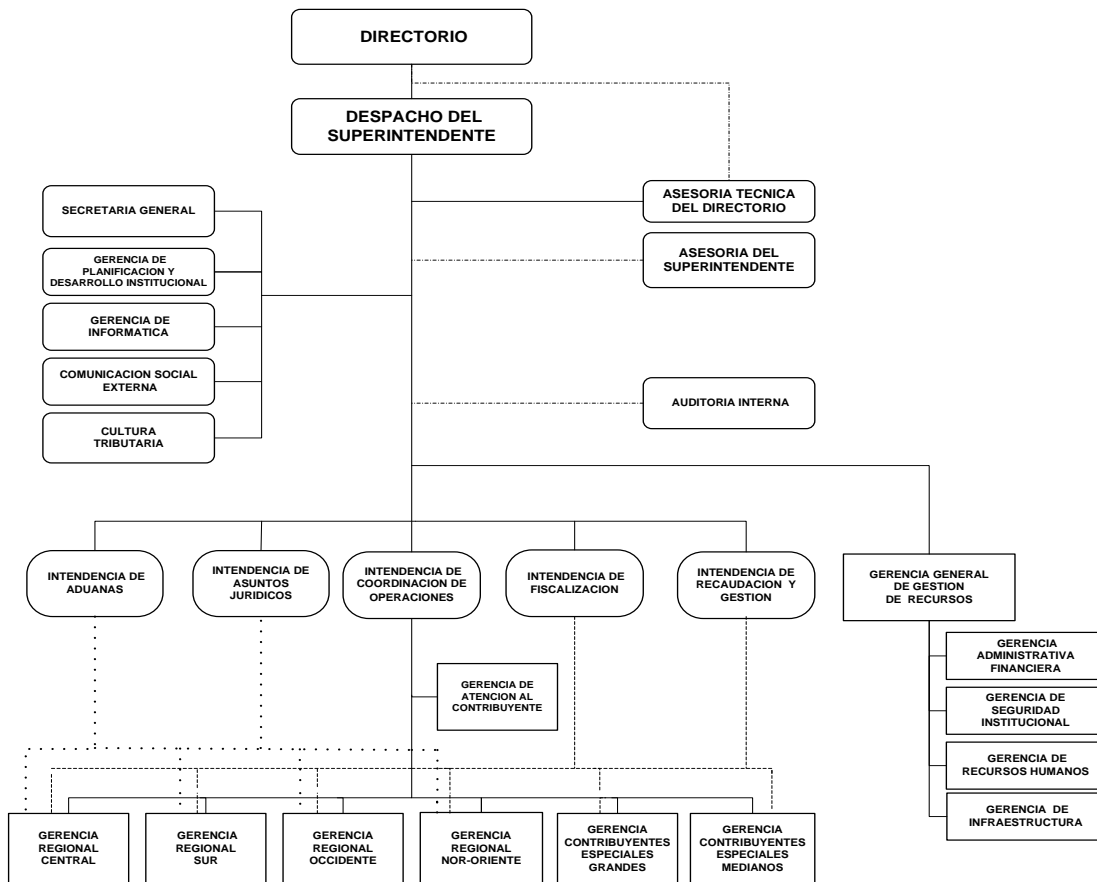 DIRECTORIO
DESPACHO DEL
SUPERINTENDENTE
ASESORIA TECNICA
DEL DIRECTORIO
SECRETARIA GENERAL
ASESORIA DEL
SUPERINTENDENTE
GERENCIA DE
PLANIFICACION Y
DESARROLLO INSTITUCIONAL
GERENCIA DE
INFORMATICA
COMUNICACION SOCIAL
EXTERNA
AUDITORIA INTERNA
CULTURA
TRIBUTARIA
INTENDENCIA DE
ADUANAS
INTENDENCIA DE
ASUNTOS
JURIDICOS
INTENDENCIA DE
COORDINACION DE
OPERACIONES
INTENDENCIA DE
FISCALIZACION
INTENDENCIA DE
RECAUDACION Y
GESTION
GERENCIA GENERAL
DE GESTION
DE RECURSOS
GERENCIA
ADMINISTRATIVA
FINANCIERA
GERENCIA DE
ATENCION AL
CONTRIBUYENTE
GERENCIA DE
SEGURIDAD
INSTITUCIONAL
GERENCIA DE
RECURSOS HUMANOS
GERENCIA DE
INFRAESTRUCTURA
GERENCIA
REGIONAL
CENTRAL
GERENCIA
REGIONAL
SUR
GERENCIA
REGIONAL
OCCIDENTE
GERENCIA
REGIONAL
NOR-ORIENTE
GERENCIA
CONTRIBUYENTES
ESPECIALES
GRANDES
GERENCIA
CONTRIBUYENTES
ESPECIALES
MEDIANOS